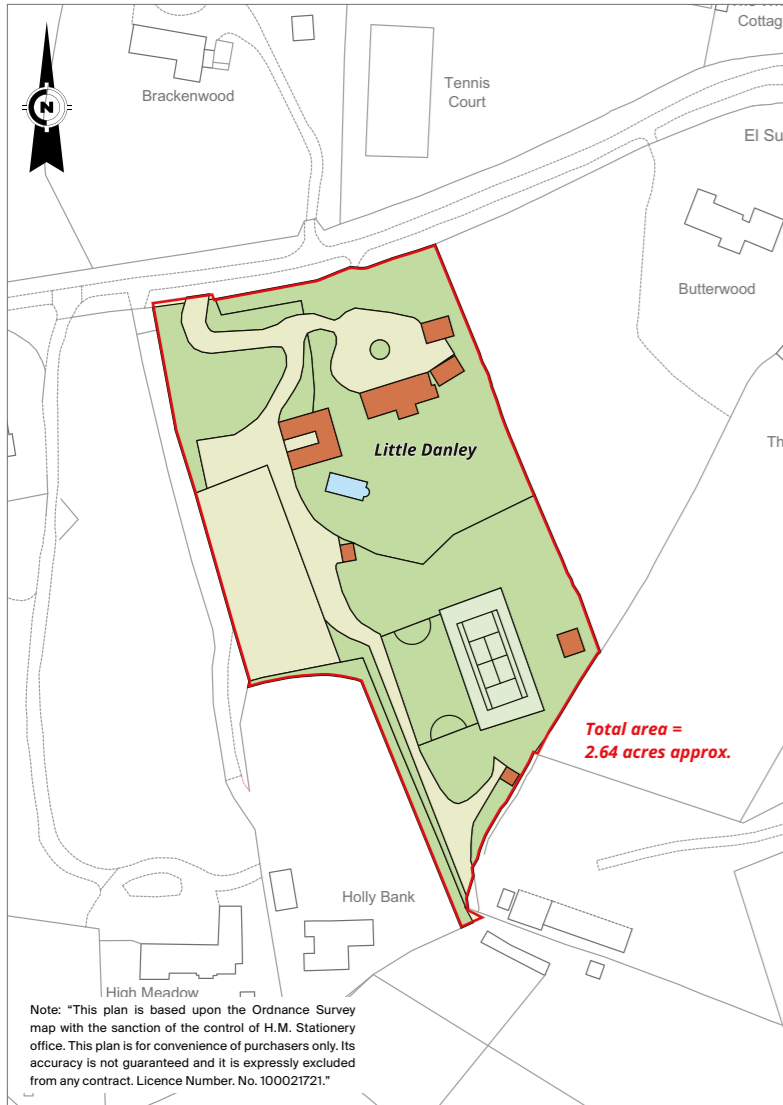 Cottag
Brackenwood
Tennis
Court
N
El Su
Butterwood
Little Danley
Th
Total area =
2.64 acres approx.
Holly Bank
High Meadow
Note: “This plan is based upon the Ordnance Survey
map with the sanction of the control of H.M. Stationery
office. This plan is for convenience of purchasers only. Its
accuracy is not guaranteed and it is expressly excluded
from any contract. Licence Number. No. 100021721.”